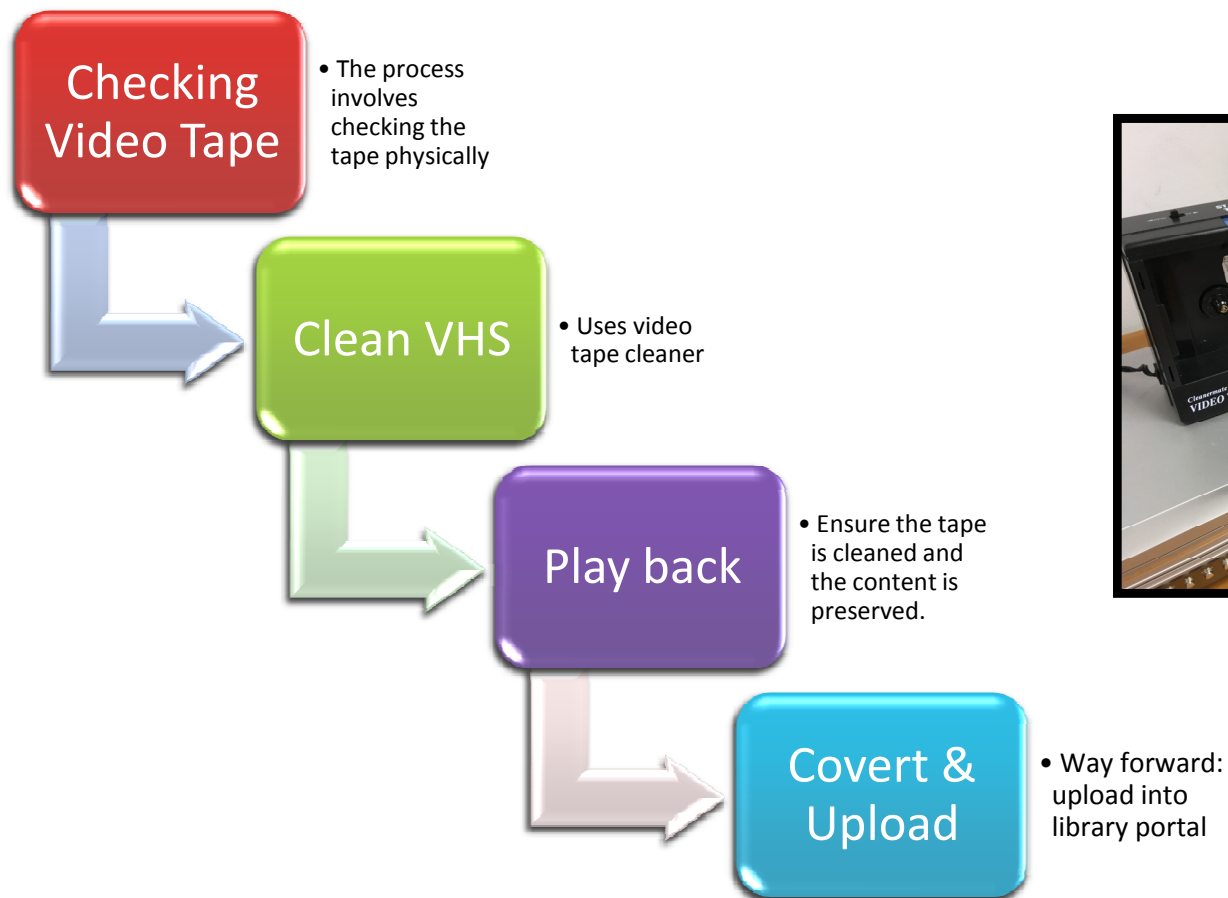 Checking
Video Tape
• The process
involves
checking the
tape physically
Clean VHS
• Uses video
tape cleaner
Play back
• Ensure the tape
is cleaned and
the content is
preserved.
Covert &
Upload
• Way forward:
upload into
library portal
Cleanermate
VIDEO